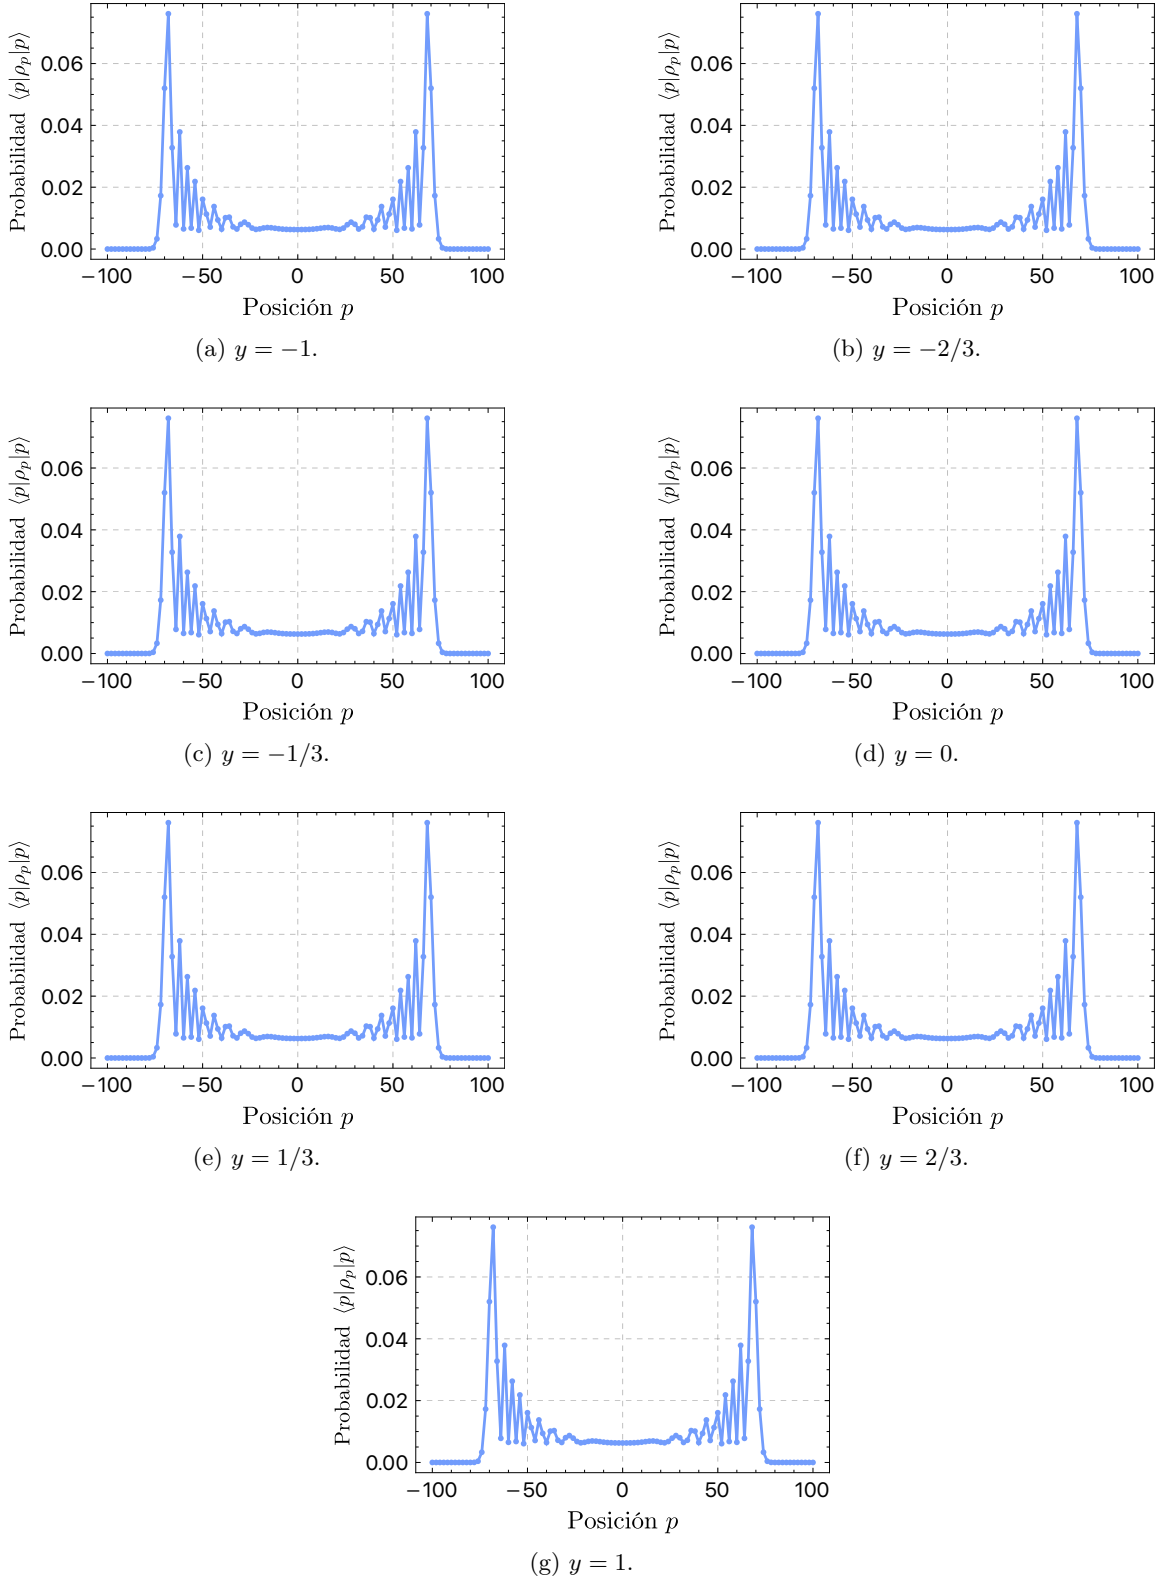 Probabilidad ⟨p|ρₚ|p⟩
0.06
0.04
0.02
0.00
−100 −50 0 50 100
Posición p
(a) y = −1.
Probabilidad ⟨p|ρₚ|p⟩
0.06
0.04
0.02
0.00
−100 −50 0 50 100
Posición p
(b) y = −2/3.
Probabilidad ⟨p|ρₚ|p⟩
0.06
0.04
0.02
0.00
−100 −50 0 50 100
Posición p
(c) y = −1/3.
Probabilidad ⟨p|ρₚ|p⟩
0.06
0.04
0.02
0.00
−100 −50 0 50 100
Posición p
(d) y = 0.
Probabilidad ⟨p|ρₚ|p⟩
0.06
0.04
0.02
0.00
−100 −50 0 50 100
Posición p
(e) y = 1/3.
Probabilidad ⟨p|ρₚ|p⟩
0.06
0.04
0.02
0.00
−100 −50 0 50 100
Posición p
(f) y = 2/3.
Probabilidad ⟨p|ρₚ|p⟩
0.06
0.04
0.02
0.00
−100 −50 0 50 100
Posición p
(g) y = 1.